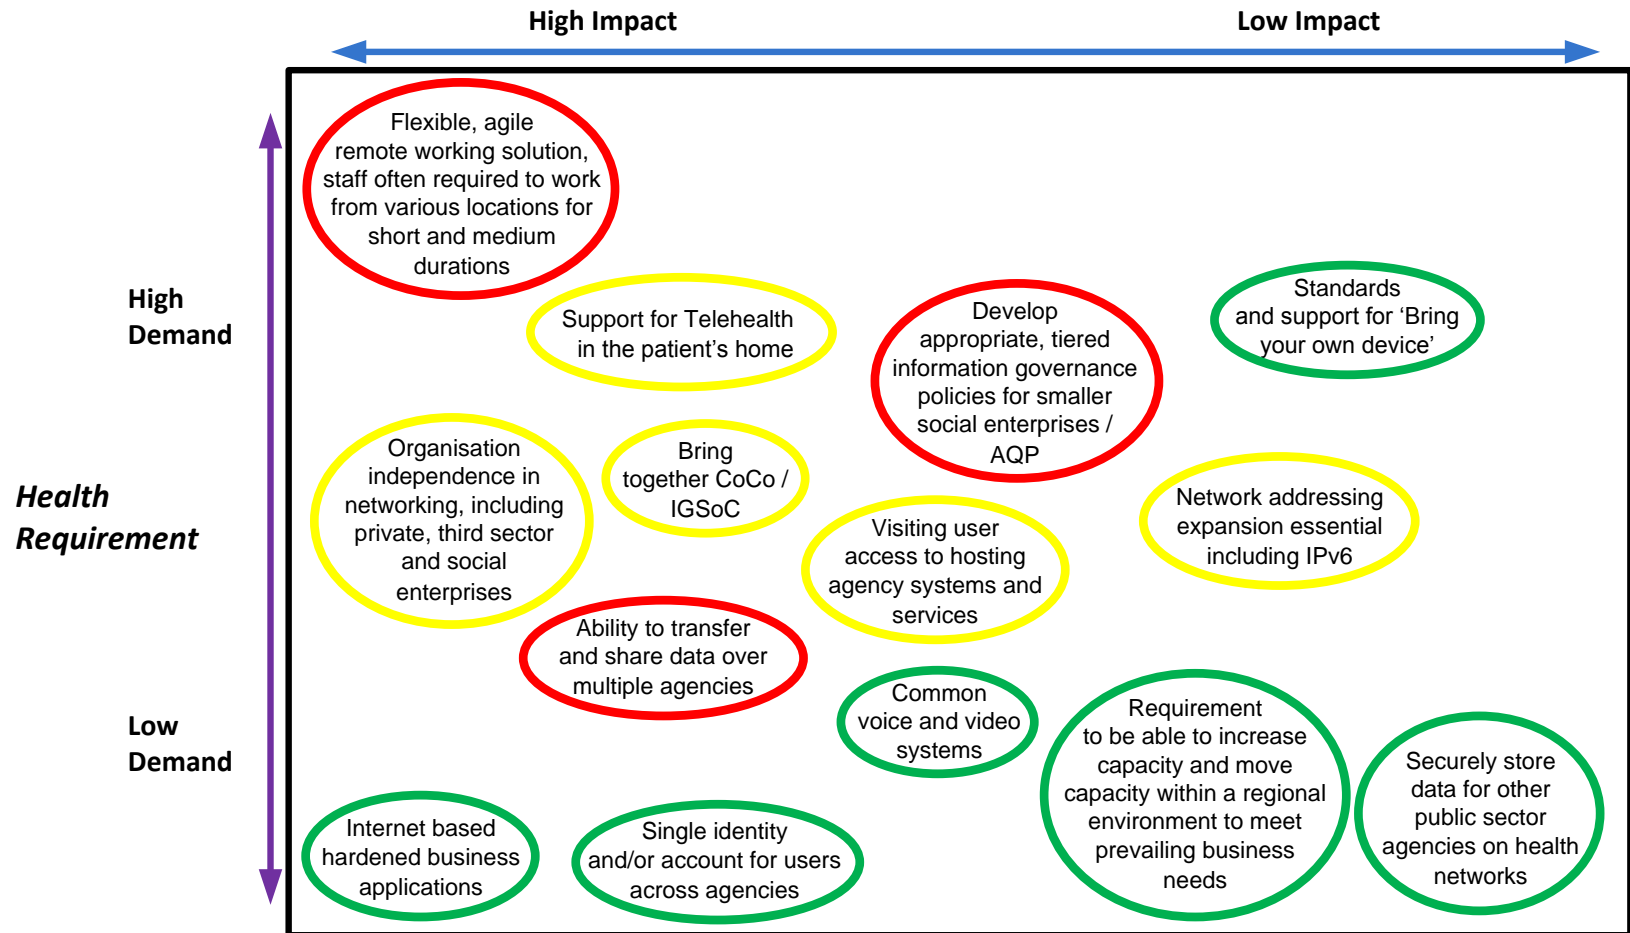 High Impact
Low Impact
Flexible, agile
remote working solution,
staff often required to work
from various locations for
short and medium
durations
High
Demand
Support for Telehealth
in the patient’s home
Develop
appropriate, tiered
information governance
policies for smaller
social enterprises /
AQP
Standards
and support for ‘Bring
your own device’
Health
Requirement
Organisation
independence in
networking, including
private, third sector
and social
enterprises
Bring
together CoCo /
IGSoC
Visiting user
access to hosting
agency systems and
services
Network addressing
expansion essential
including IPv6
Ability to transfer
and share data over
multiple agencies
Low
Demand
Common
voice and video
systems
Requirement
to be able to increase
capacity and move
capacity within a regional
environment to meet
prevailing business
needs
Securely store
data for other
public sector
agencies on health
networks
Internet based
hardened business
applications
Single identity
and/or account for users
across agencies